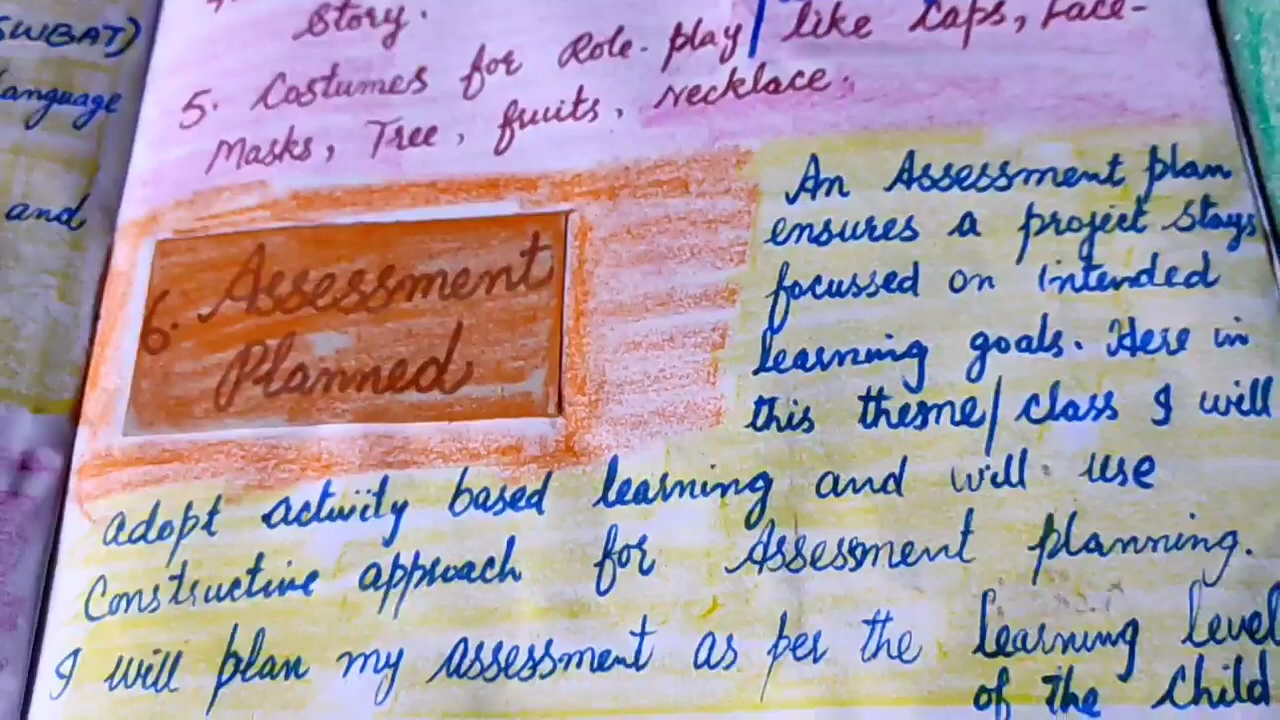 SWBAT)
language
and
Story.
5. Costumes for Role-play/ like Caps, Face-
Masks, Tree, fruits, Necklace.
6. Assessment
Planned
An Assessment plan
ensures a project stays
focussed on intended
learning goals. Here in
this theme/class I will
adopt activity based learning and will use
Constructive approach for Assessment planning.
I will plan my assessment as per the learning level
of the child